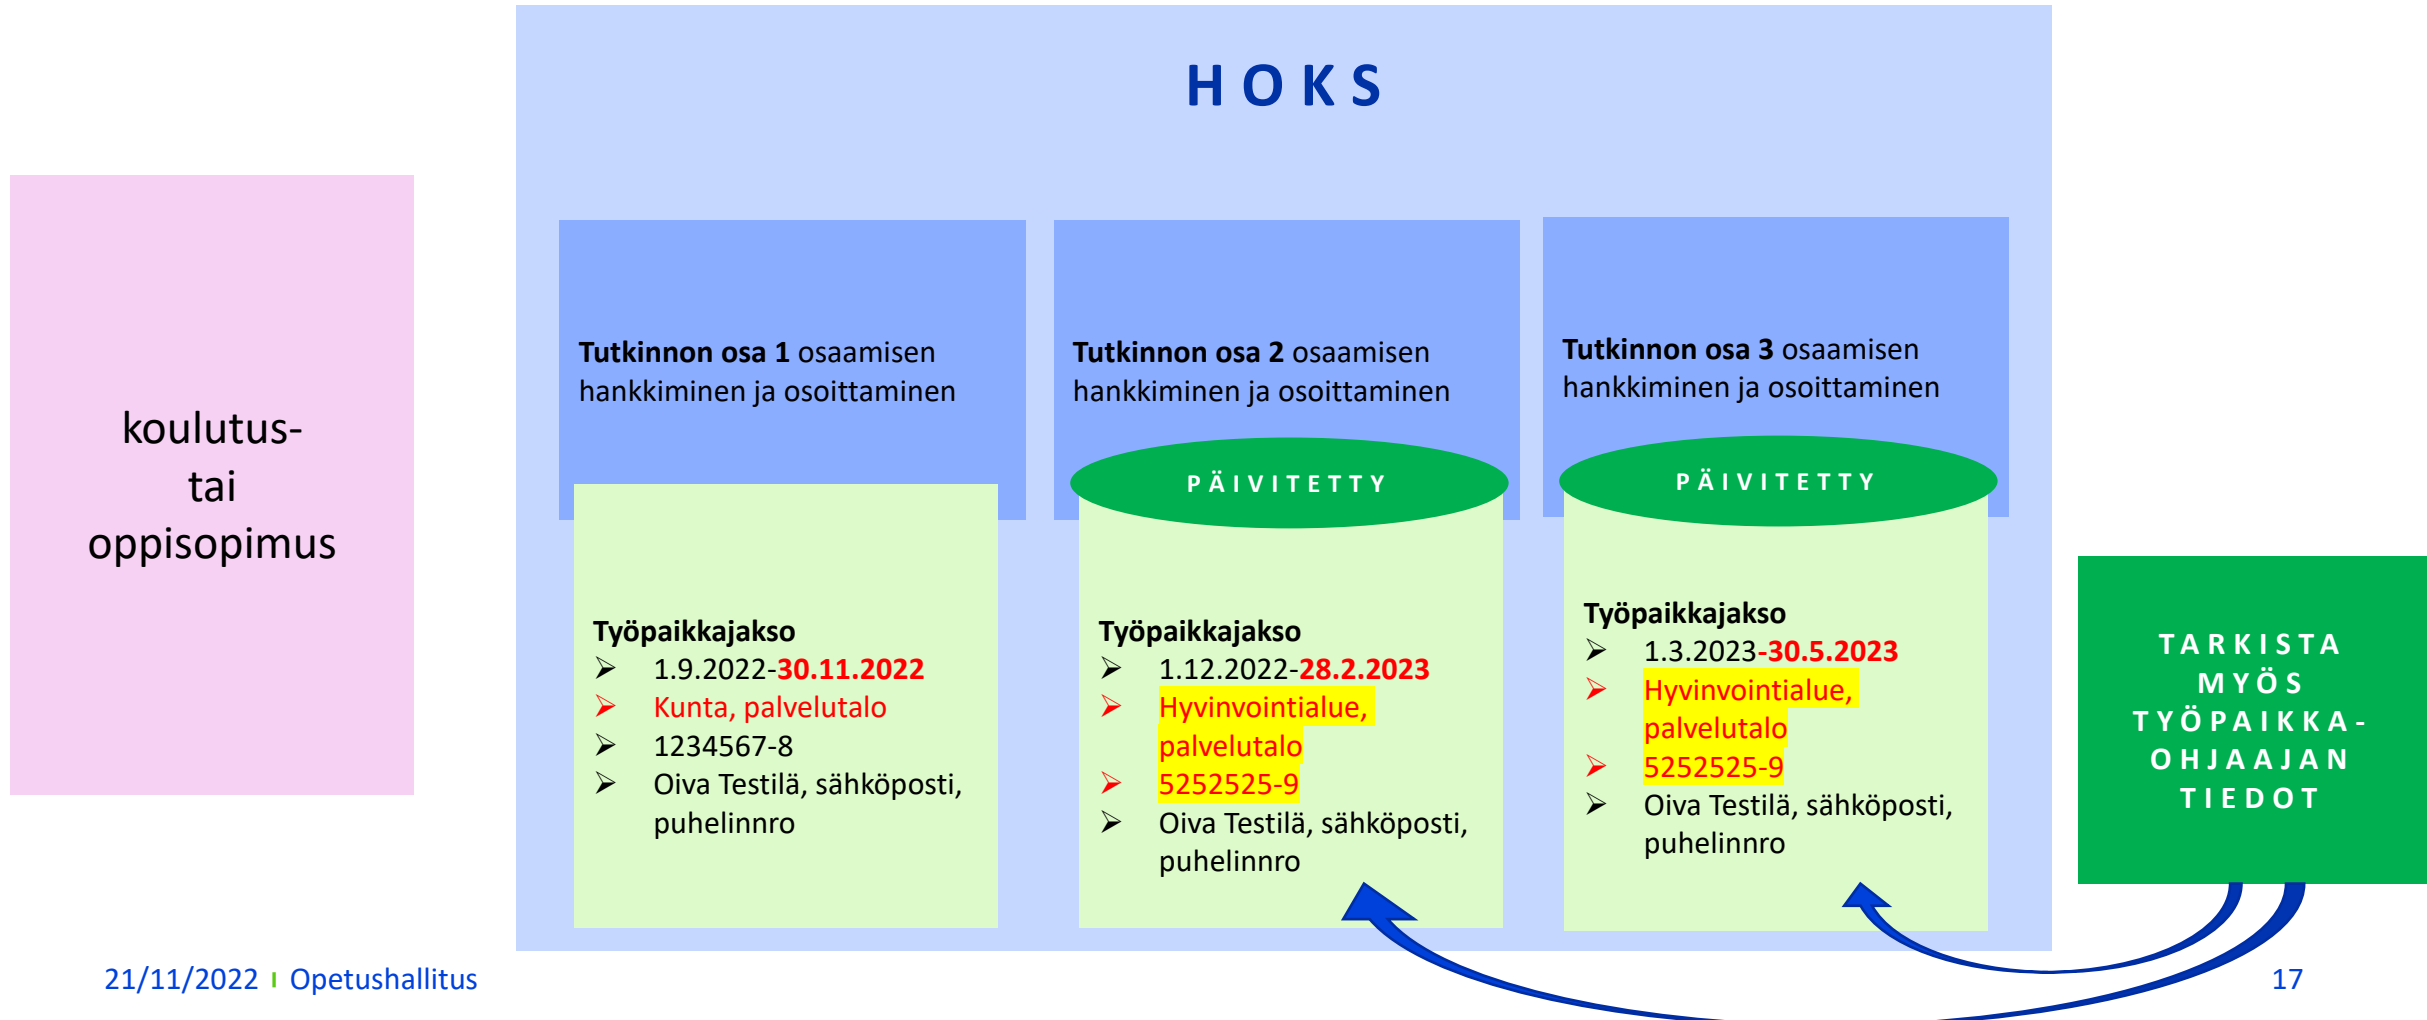 H O K S
koulutus-
tai
oppisopimus
Tutkinnon osa 1 osaamisen
hankkiminen ja osoittaminen
Työpaikkajakso
➢ 1.9.2022-30.11.2022
➢ Kunta, palvelutalo
➢ 1234567-8
➢ Oiva Testilä, sähköposti,
puhelinnro
Tutkinnon osa 2 osaamisen
hankkiminen ja osoittaminen
PÄIVITETTY
Työpaikkajakso
➢ 1.12.2022-28.2.2023
➢ Hyvinvointialue,
palvelutalo
➢ 5252525-9
➢ Oiva Testilä, sähköposti,
puhelinnro
Tutkinnon osa 3 osaamisen
hankkiminen ja osoittaminen
PÄIVITETTY
Työpaikkajakso
➢ 1.3.2023-30.5.2023
➢ Hyvinvointialue,
palvelutalo
➢ 5252525-9
➢ Oiva Testilä, sähköposti,
puhelinnro
TARKISTA
MYÖS
TYÖPAIKKA-
OHJAAJAN
TIEDOT
21/11/2022 Opetushallitus
17